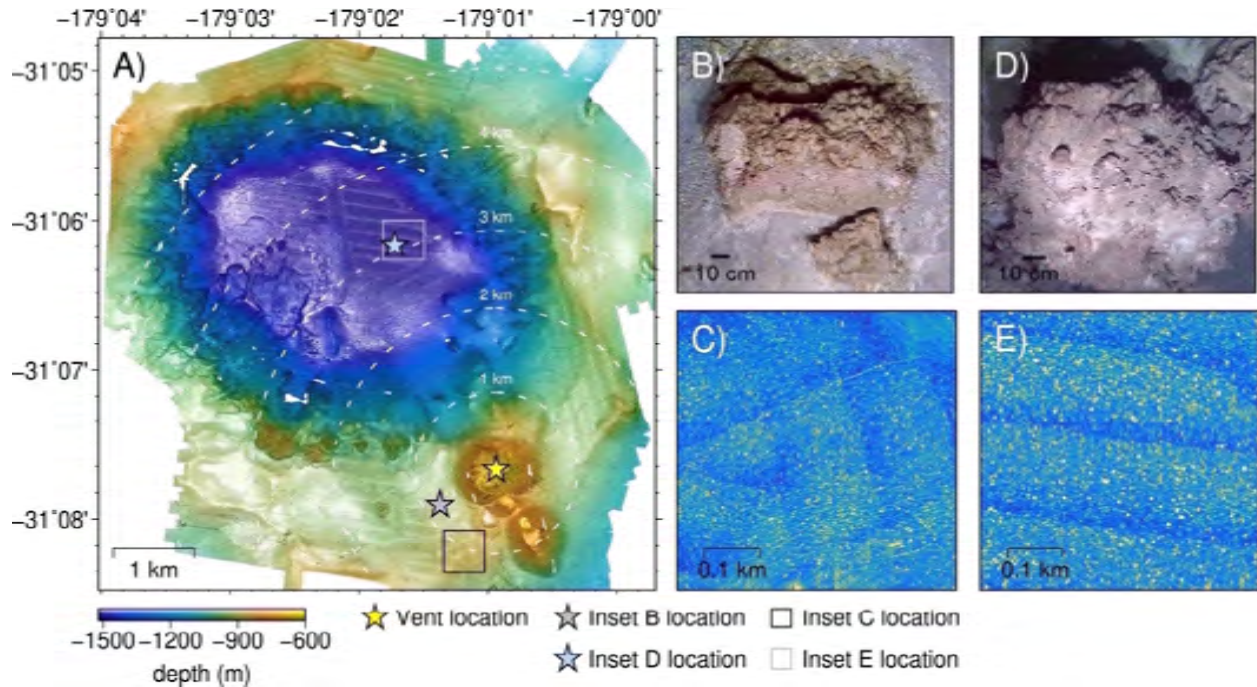 −179°04' −179°03' −179°02' −179°01' −179°00'
−31°05'
−31°06'
−31°07'
−31°08'
A)
4 km
3 km
2 km
1 km
1 km
B)
10 cm
D)
10 cm
C)
0.1 km
E)
0.1 km
−1500 −1200 −900 −600
depth (m)
Vent location
Inset B location
Inset C location
Inset D location
Inset E location